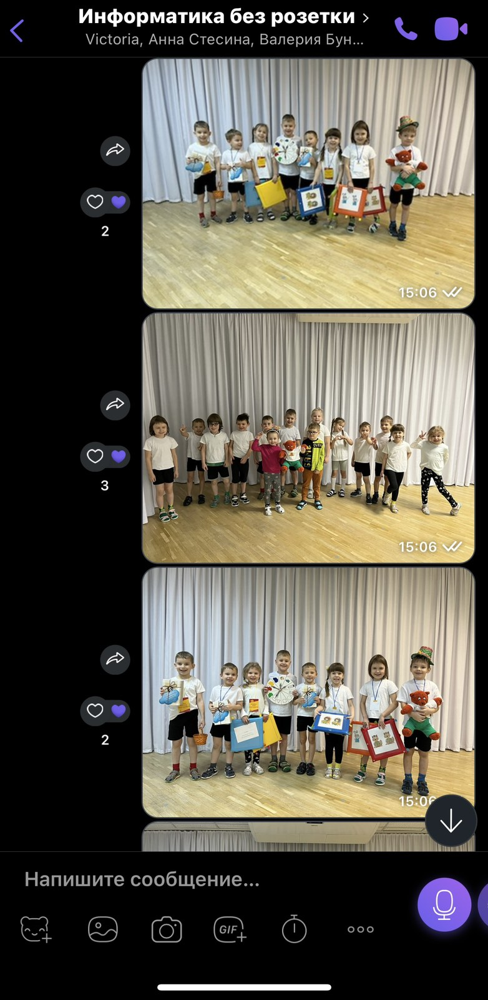 Информатика без розетки
Victoria, Анна Стесина, Валерия Бун...
2
15:06
3
15:06
2
15:06
Напишите сообщение...
GIF